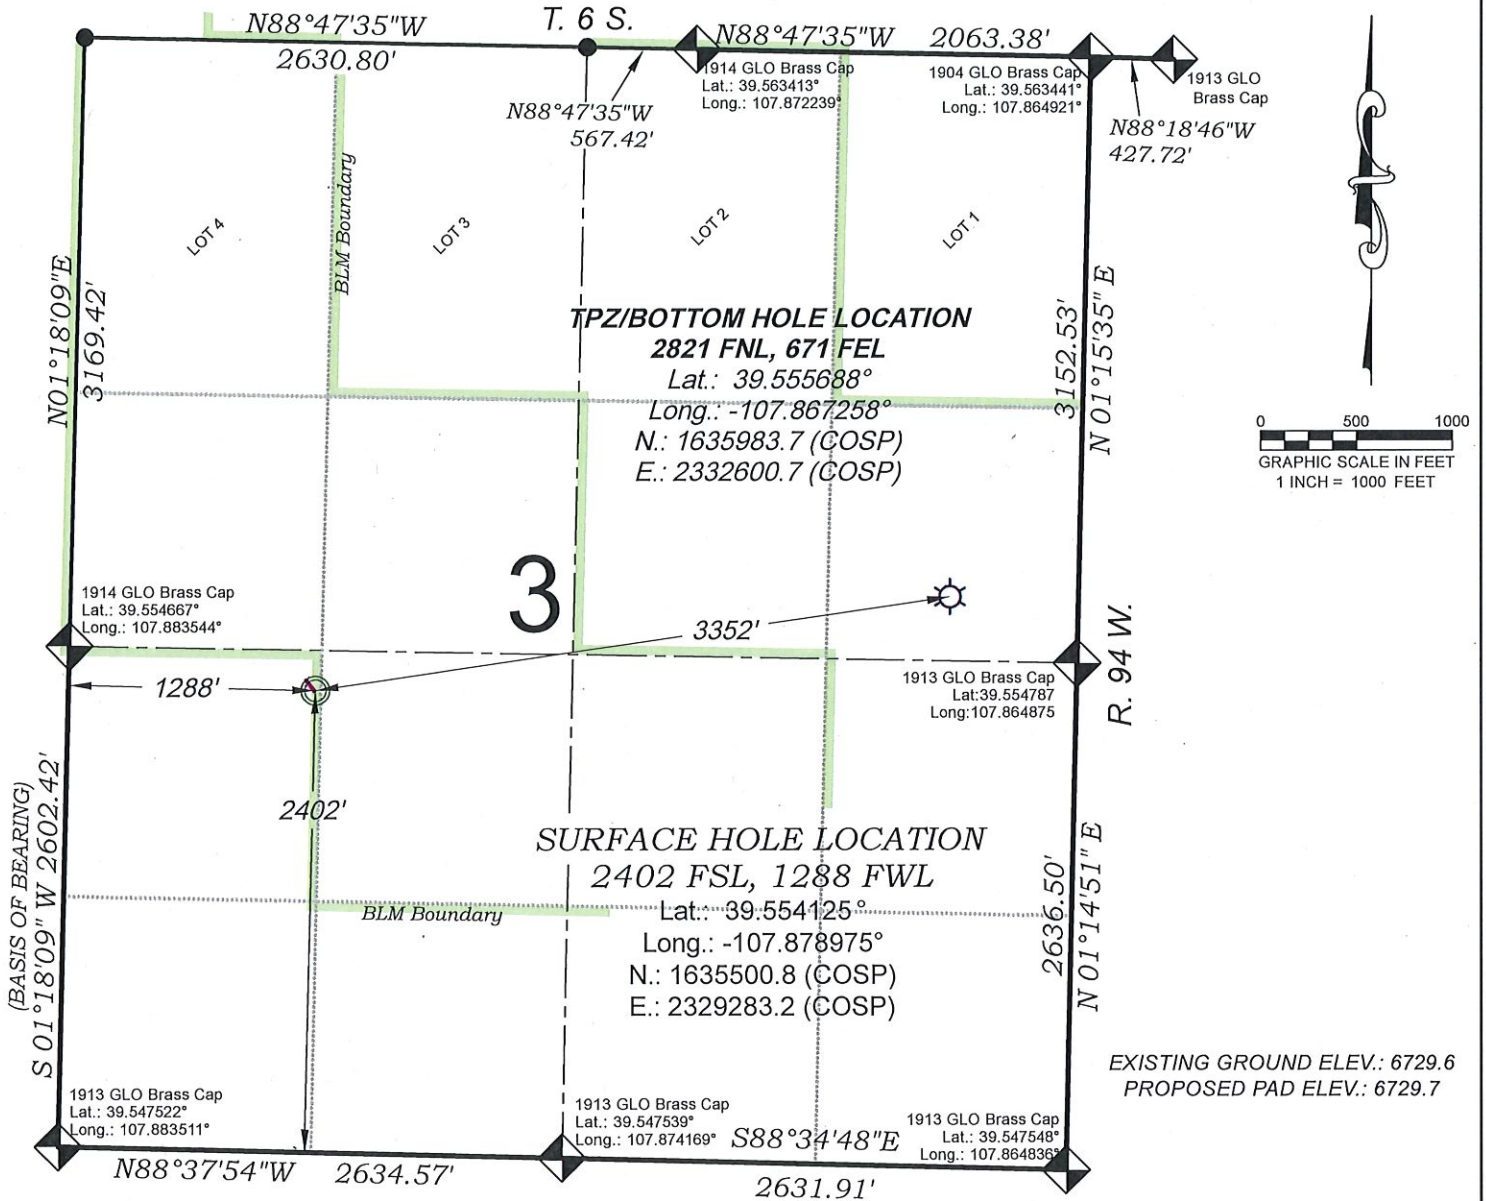 T. 6 S.
N88°47'35"W
2630.80'
N88°47'35"W 2063.38'
1914 GLO Brass Cap
Lat.: 39.563413°
Long.: 107.872239°
1904 GLO Brass Cap
Lat.: 39.563441°
Long.: 107.864921°
1913 GLO
Brass Cap
N88°47'35"W
567.42'
N88°18'46"W
427.72'
LOT 4
BLM Boundary
LOT 3
LOT 2
LOT 1
N01°18'09"E
3169.42'
TPZ/BOTTOM HOLE LOCATION
2821 FNL, 671 FEL
Lat.: 39.555688°
Long.: -107.867258°
N.: 1635983.7 (COSP)
E.: 2332600.7 (COSP)
3152.53'
N 01°15'35" E
0 500 1000
GRAPHIC SCALE IN FEET
1 INCH = 1000 FEET
1914 GLO Brass Cap
Lat.: 39.554667°
Long.: 107.883544°
3
3352'
R. 94 W.
1288'
1913 GLO Brass Cap
Lat:39.554787
Long:107.864875
2402'
(BASIS OF BEARING)
S 01°18'09" W 2602.42'
SURFACE HOLE LOCATION
2402 FSL, 1288 FWL
Lat.: 39.554125°
Long.: -107.878975°
N.: 1635500.8 (COSP)
E.: 2329283.2 (COSP)
BLM Boundary
2636.50'
N 01°14'51" E
EXISTING GROUND ELEV.: 6729.6
PROPOSED PAD ELEV.: 6729.7
1913 GLO Brass Cap
Lat.: 39.547522°
Long.: 107.883511°
1913 GLO Brass Cap
Lat.: 39.547539°
Long.: 107.874169°
S88°34'48"E
1913 GLO Brass Cap
Lat.: 39.547548°
Long.: 107.864836°
N88°37'54"W 2634.57'
2631.91'